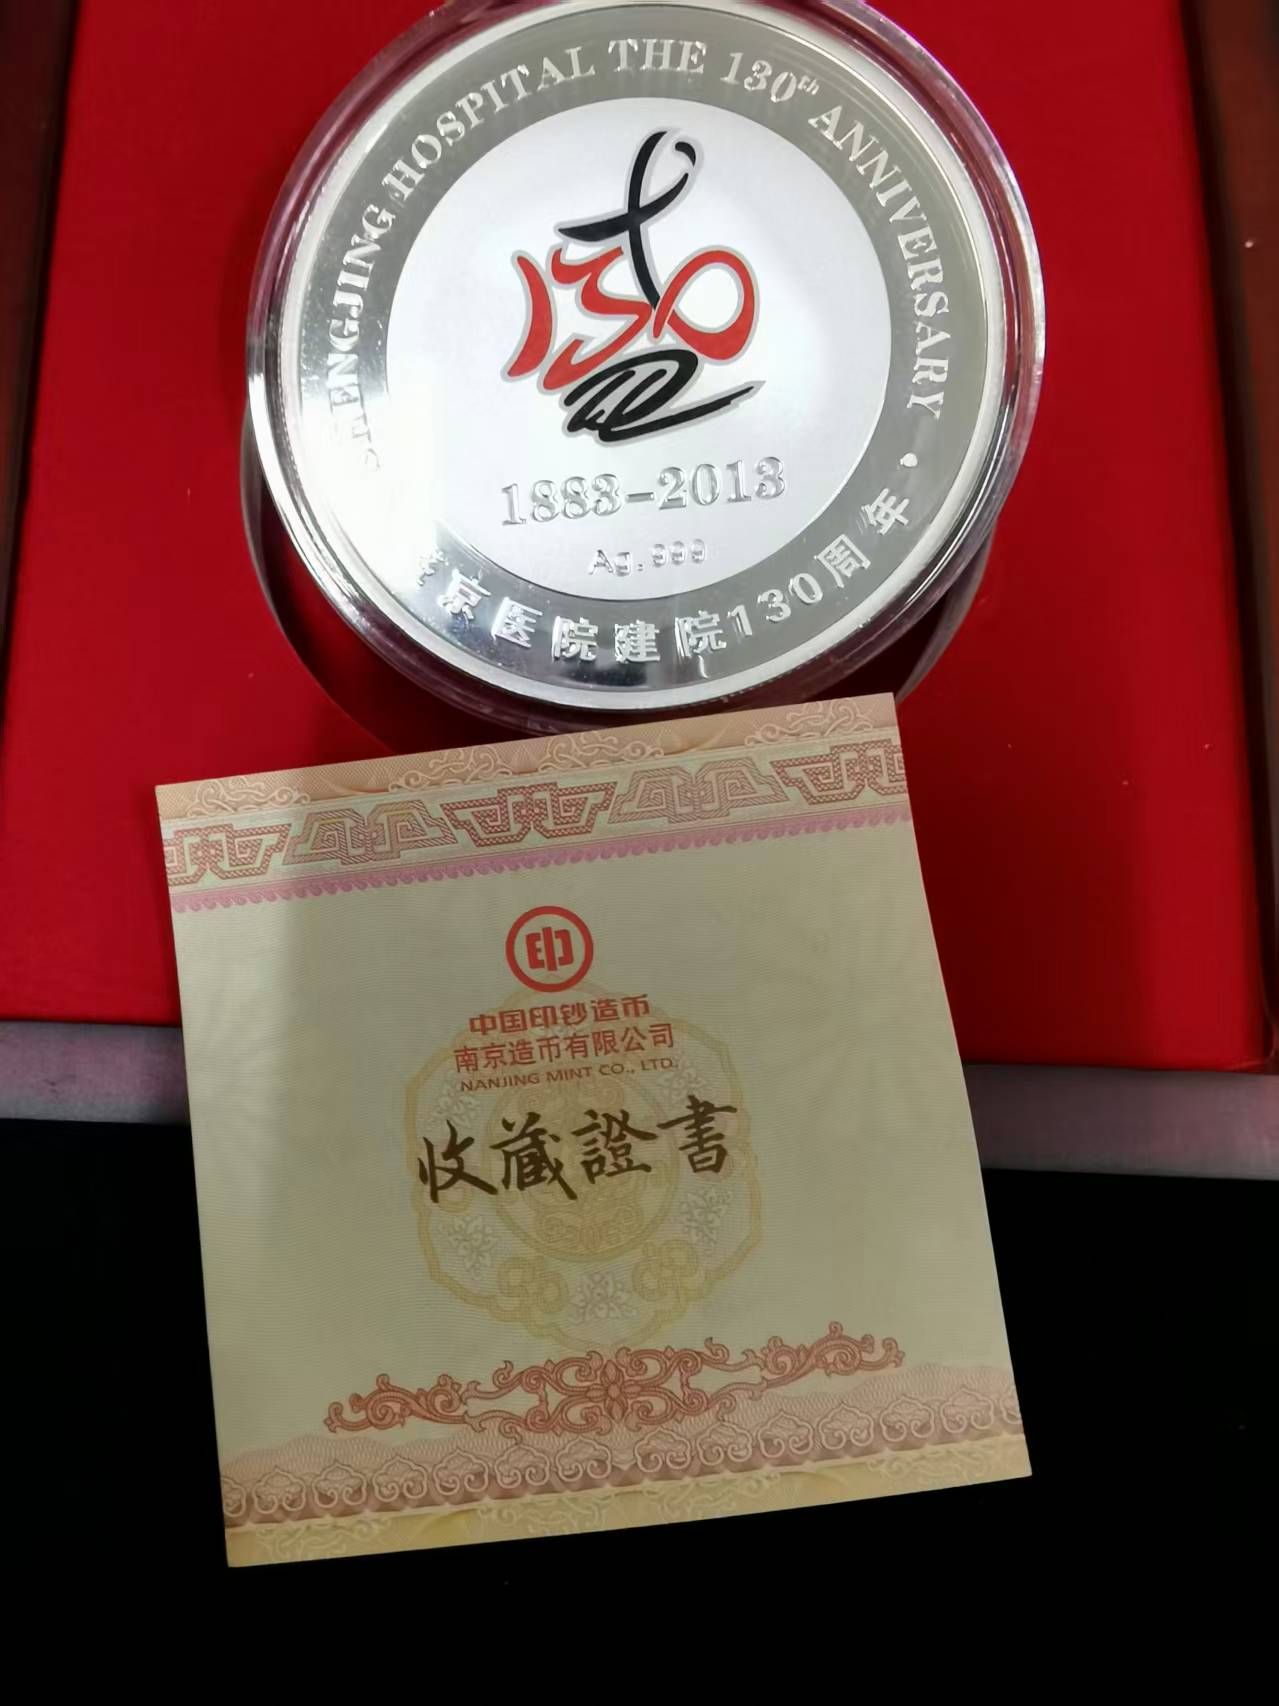 ENGJING HOSPITAL THE 130th ANNIVERSARY
130
1883-2013
Ag.999
京医院建院130周年
印
中国印钞造币
南京造币有限公司
NANJING MINT CO., LTD.
收藏證書